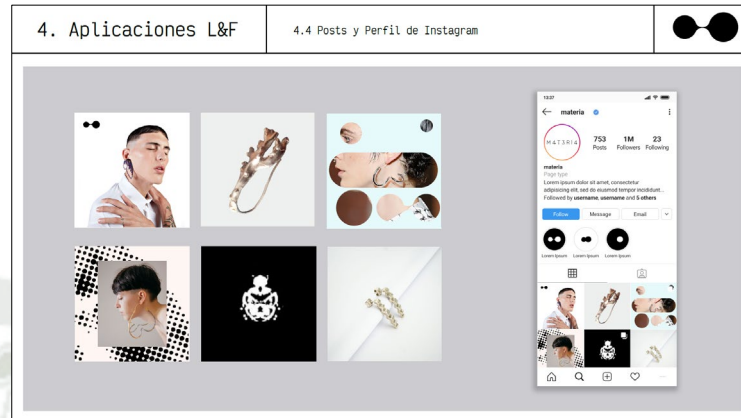 4. Aplicaciones L&F
4.4 Posts y Perfil de Instagram
13:37
materia
MAT3RIA
753
1M
23
Posts
Followers
Following
materia
Page type
Lorem ipsum dolor sit amet, consectetur
adipisicing elit, sed do eiusmod tempor incididunt...
Followed by username, username and 5 others
Follow
Message
Email
Lorem Ipsum
Lorem Ipsum
Lorem Ipsum